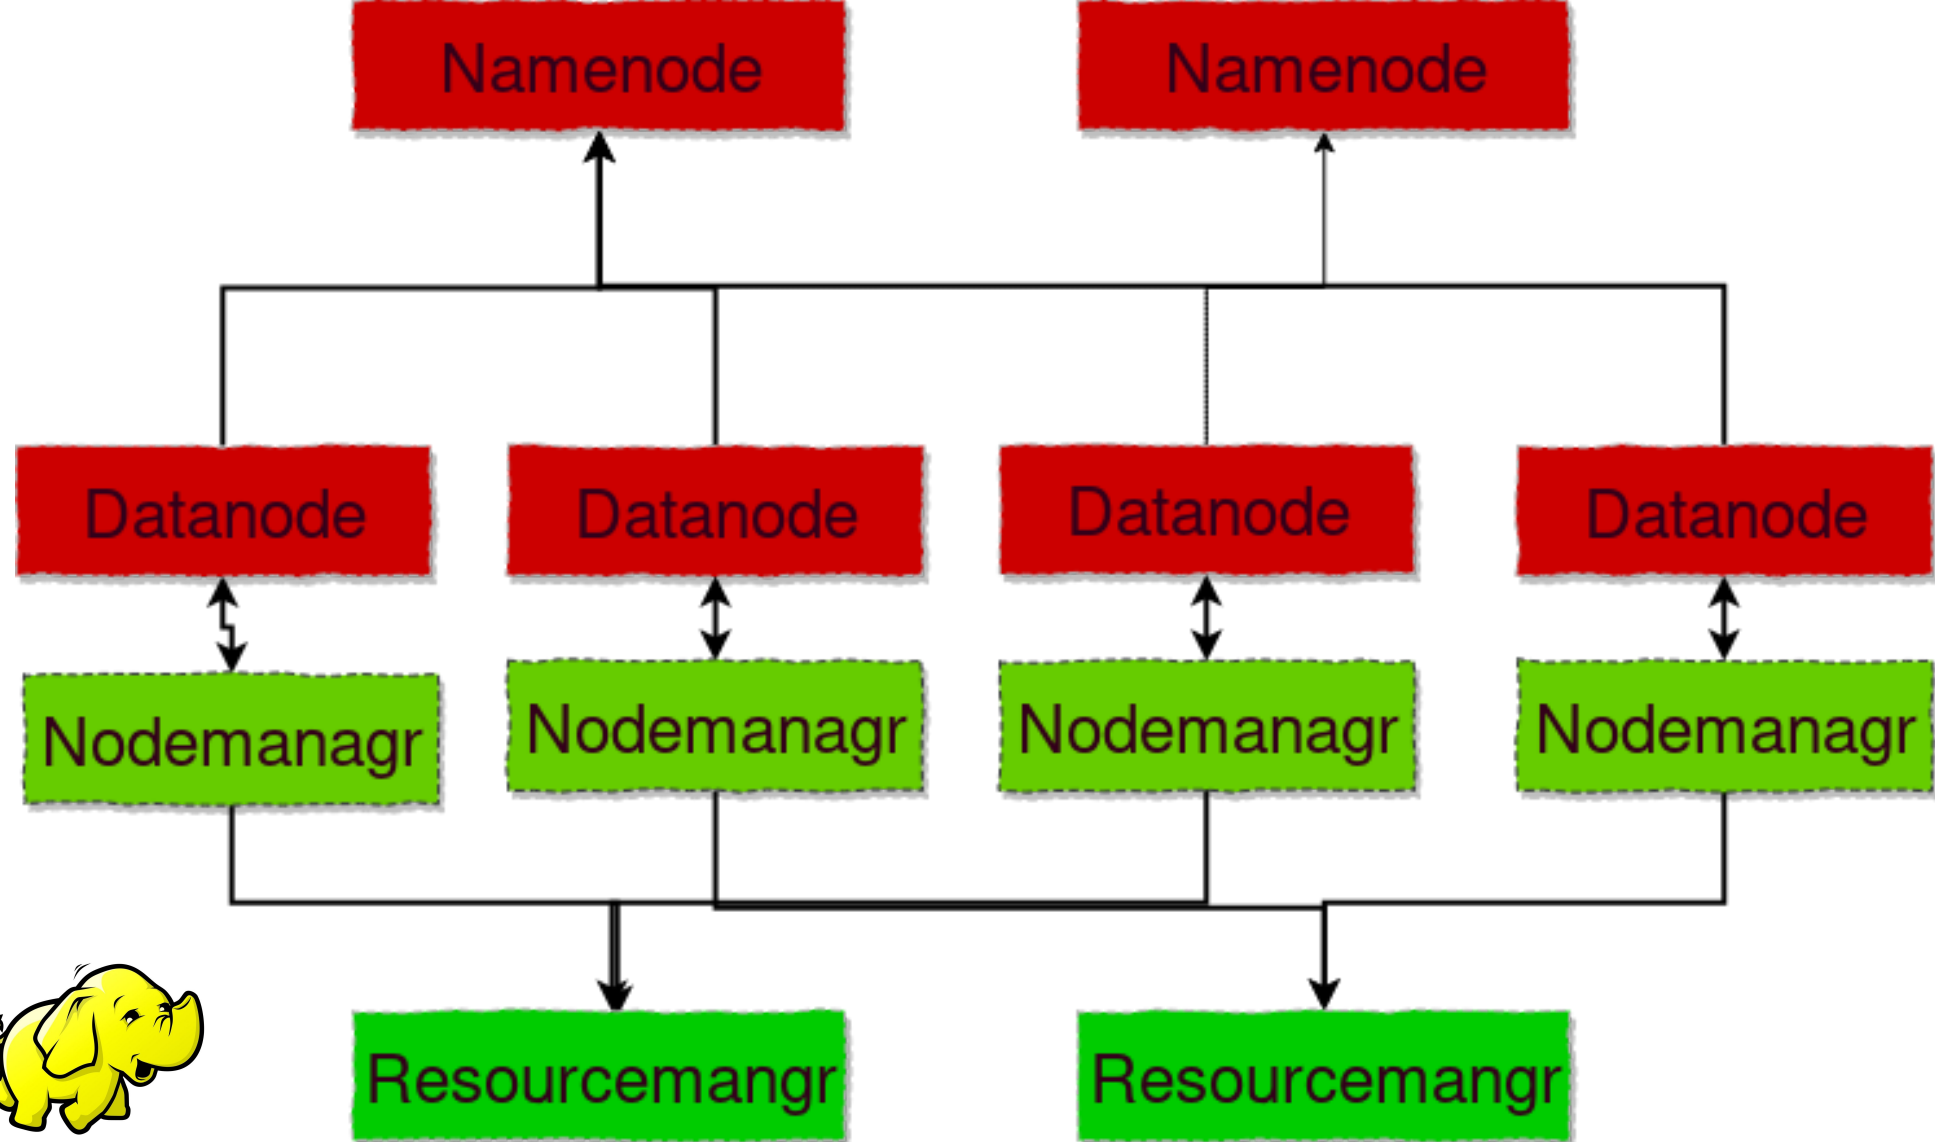 Namenode
Namenode
Datanode
Datanode
Datanode
Datanode
Nodemanagr
Nodemanagr
Nodemanagr
Nodemanagr
Resourcemangr
Resourcemangr